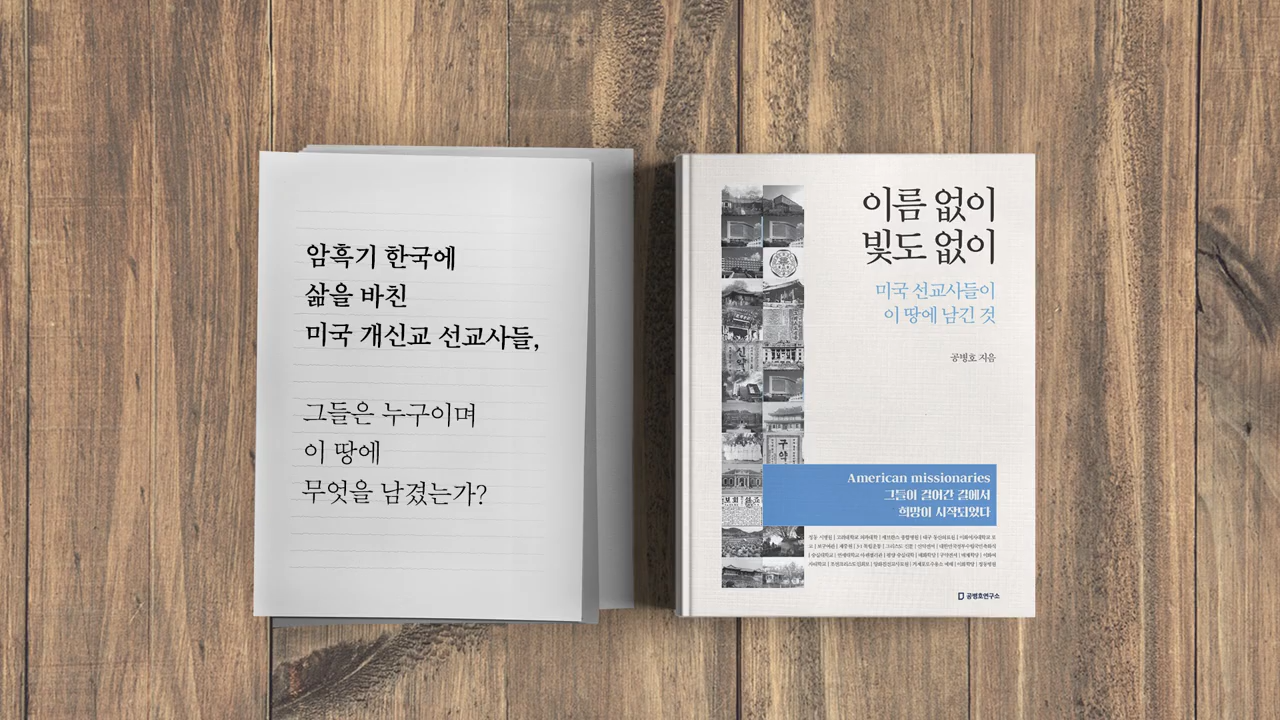 암흑기 한국에
삶을 바친
미국 개신교 선교사들,
그들은 누구이며
이 땅에
무엇을 남겼는가?
이름 없이
빛도 없이
미국 선교사들이
이 땅에 남긴 것
공병호 지음
신약
구약
American missionaries
그들이 걸어간 길에서
희망이 시작되었다
공병호연구소